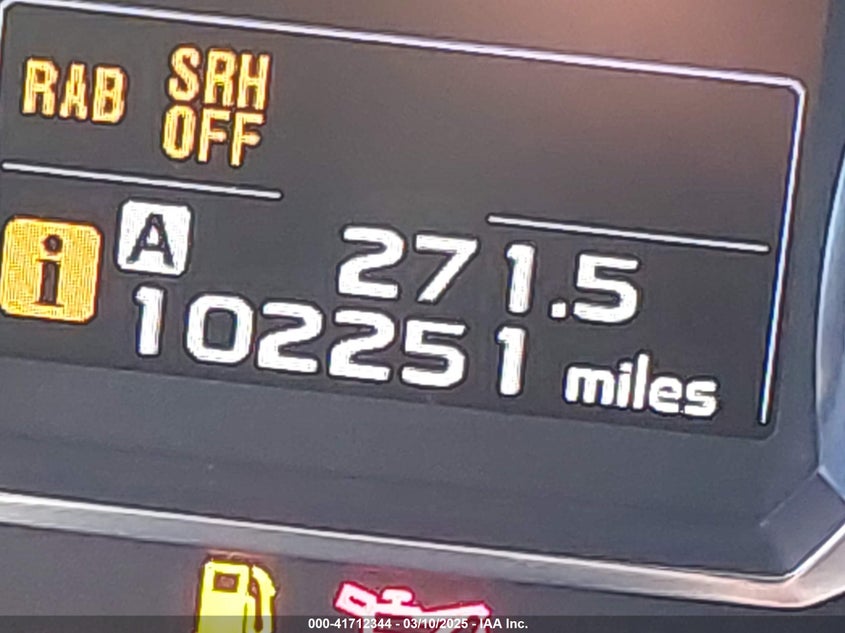 RAB SRH
OFF
i A 271.5
102251 miles
000-41712344 - 03/10/2025 - IAA Inc.